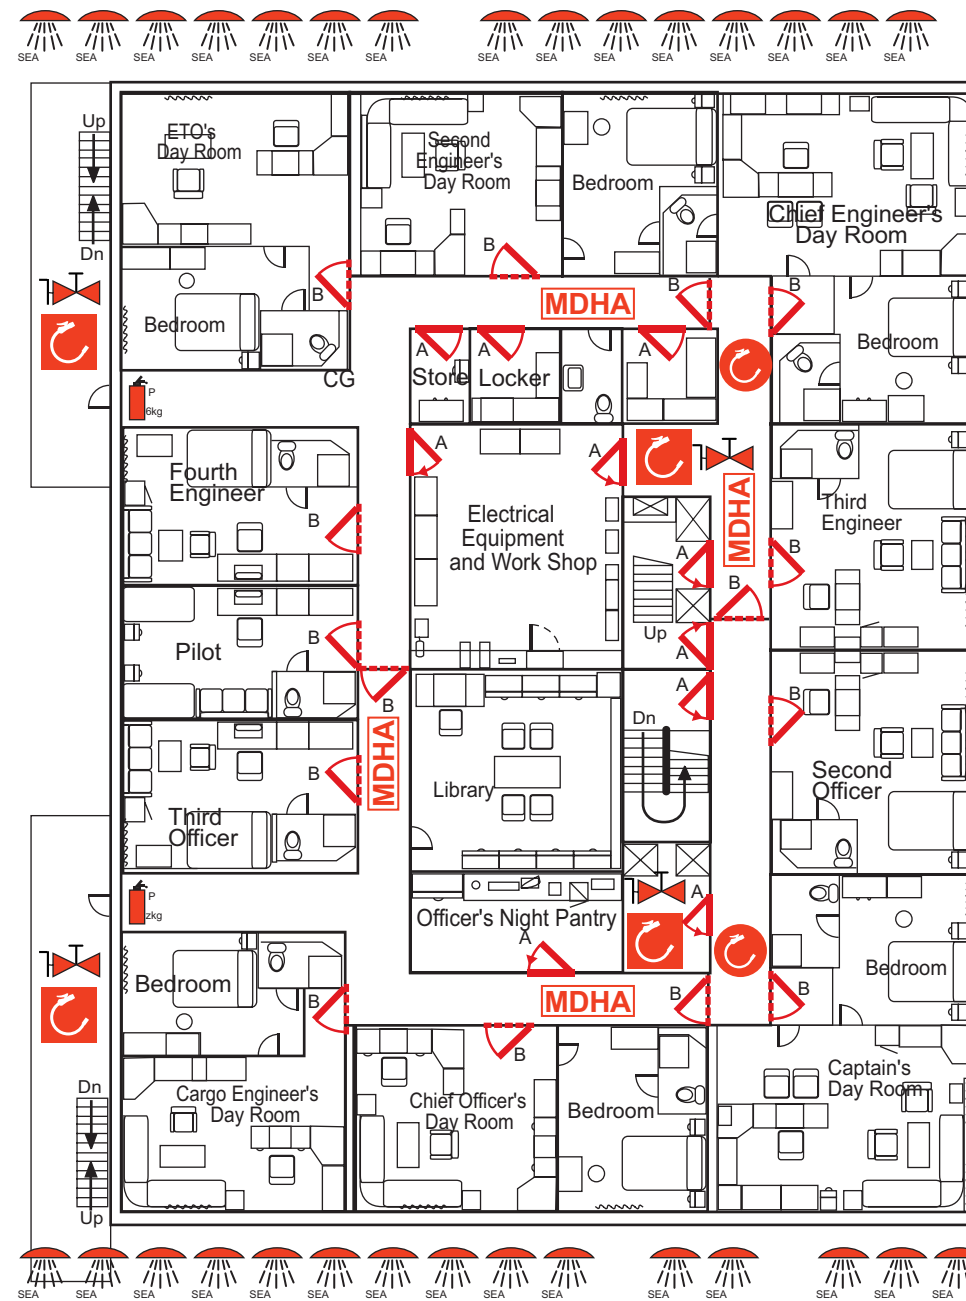 SEA SEA SEA SEA SEA SEA SEA SEA SEA SEA SEA SEA SEA SEA SEA
Up
Dn
ETO's
Day Room
Second
Engineer's
Day Room
Bedroom
Chief Engineer's
Day Room
B
B
B
B
MDHA
Bedroom
Bedroom
CG
A
A
A
Store
Locker
P
6kg
A
A
Fourth
Engineer
B
Electrical
Equipment
and Work Shop
MDHA
Third
Engineer
A
B
B
Up
A
Pilot
B
B
A
B
Dn
MDHA
Library
B
Second
Officer
Third
Officer
P
zkg
Officer's Night Pantry
A
A
Bedroom
Bedroom
B
MDHA
B
B
B
Dn
Up
Cargo Engineer's
Day Room
Chief Officer's
Day Room
Bedroom
Captain's
Day Room
SEA SEA SEA SEA SEA SEA SEA SEA SEA SEA SEA SEA SEA SEA SEA